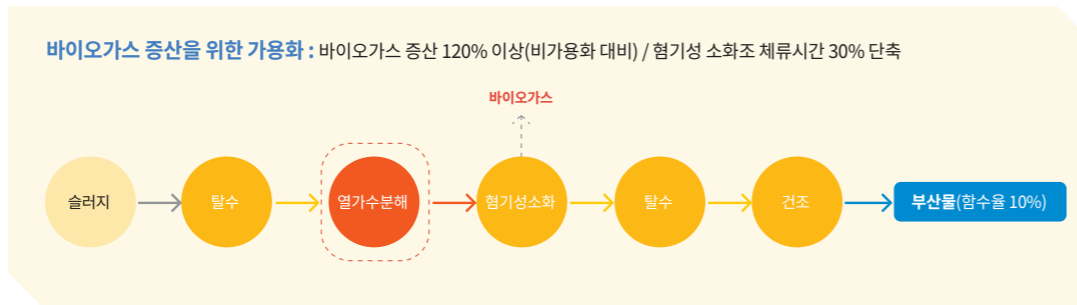 바이오가스 증산을 위한 가용화 : 바이오가스 증산 120% 이상(비가용화 대비) / 혐기성 소화조 체류시간 30% 단축
바이오가스
슬러지
탈수
열가수분해
혐기성소화
탈수
건조
부산물(함수율 10%)